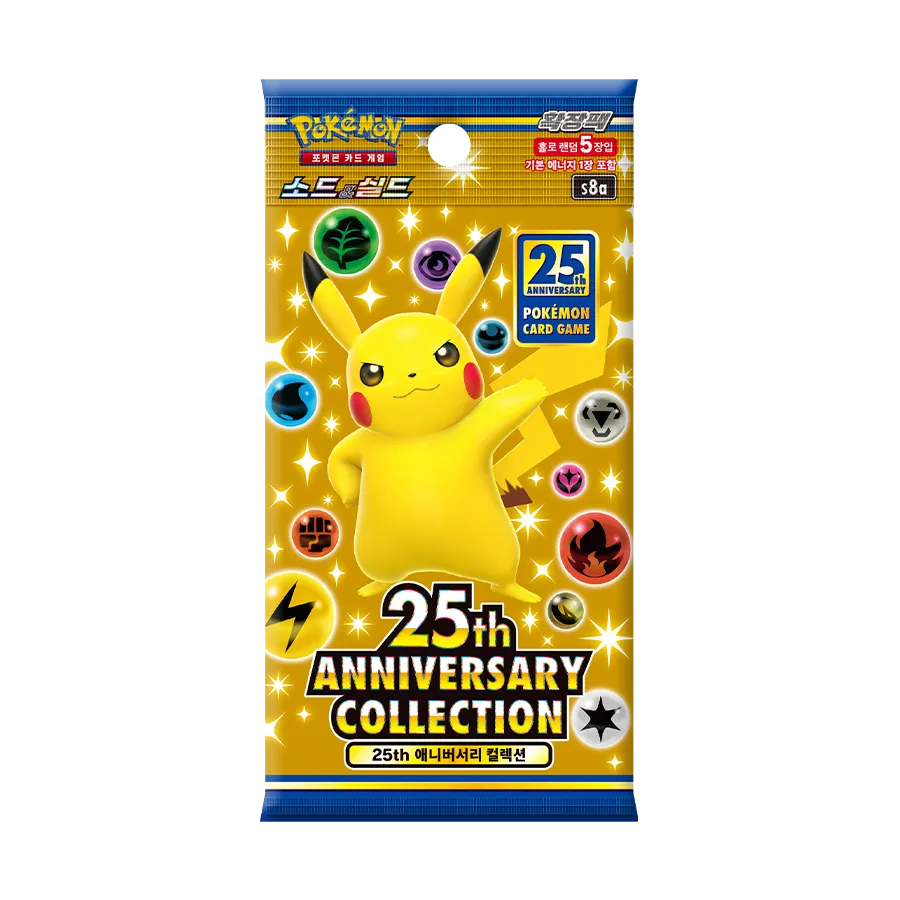 POKÉMON
포켓몬 카드 게임
소드&실드
확장팩
홀로 랜덤 5장입
기본 에너지 1장 포함
s8a
25th
ANNIVERSARY
POKÉMON
CARD GAME
25th
ANNIVERSARY
COLLECTION
25th 애니버서리 컬렉션